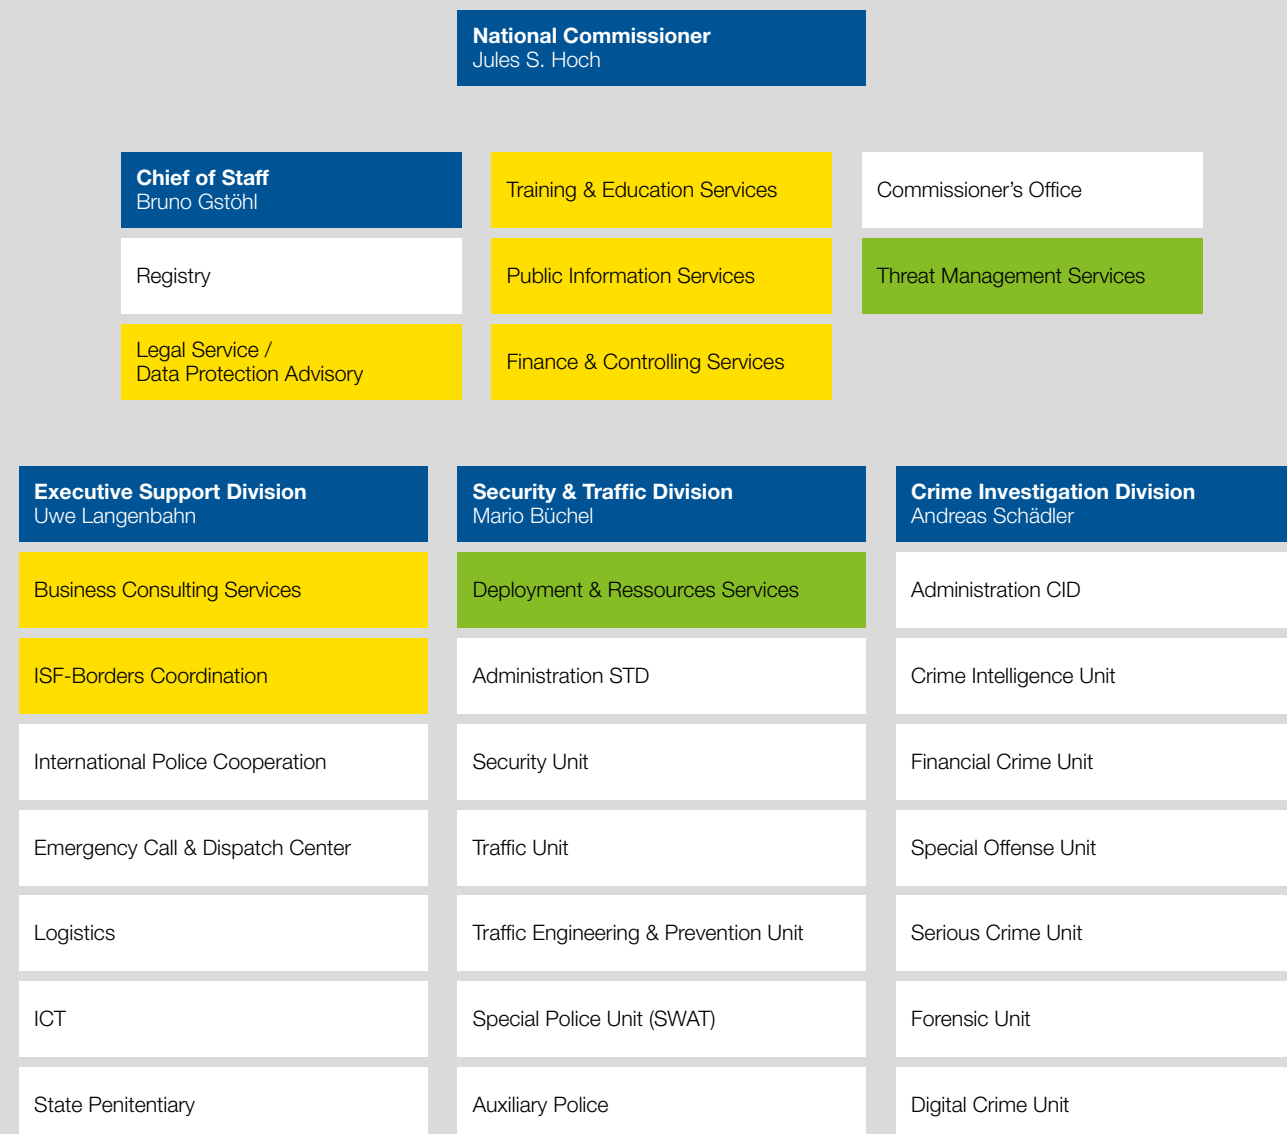 National Commissioner
Jules S. Hoch
Chief of Staff
Bruno Gstöhl
Registry
Legal Service /
Data Protection Advisory
Training & Education Services
Public Information Services
Finance & Controlling Services
Commissioner's Office
Threat Management Services
Executive Support Division
Uwe Langenbahn
Business Consulting Services
ISF-Borders Coordination
International Police Cooperation
Emergency Call & Dispatch Center
Logistics
ICT
State Penitentiary
Security & Traffic Division
Mario Büchel
Deployment & Ressources Services
Administration STD
Security Unit
Traffic Unit
Traffic Engineering & Prevention Unit
Special Police Unit (SWAT)
Auxiliary Police
Crime Investigation Division
Andreas Schädler
Administration CID
Crime Intelligence Unit
Financial Crime Unit
Special Offense Unit
Serious Crime Unit
Forensic Unit
Digital Crime Unit